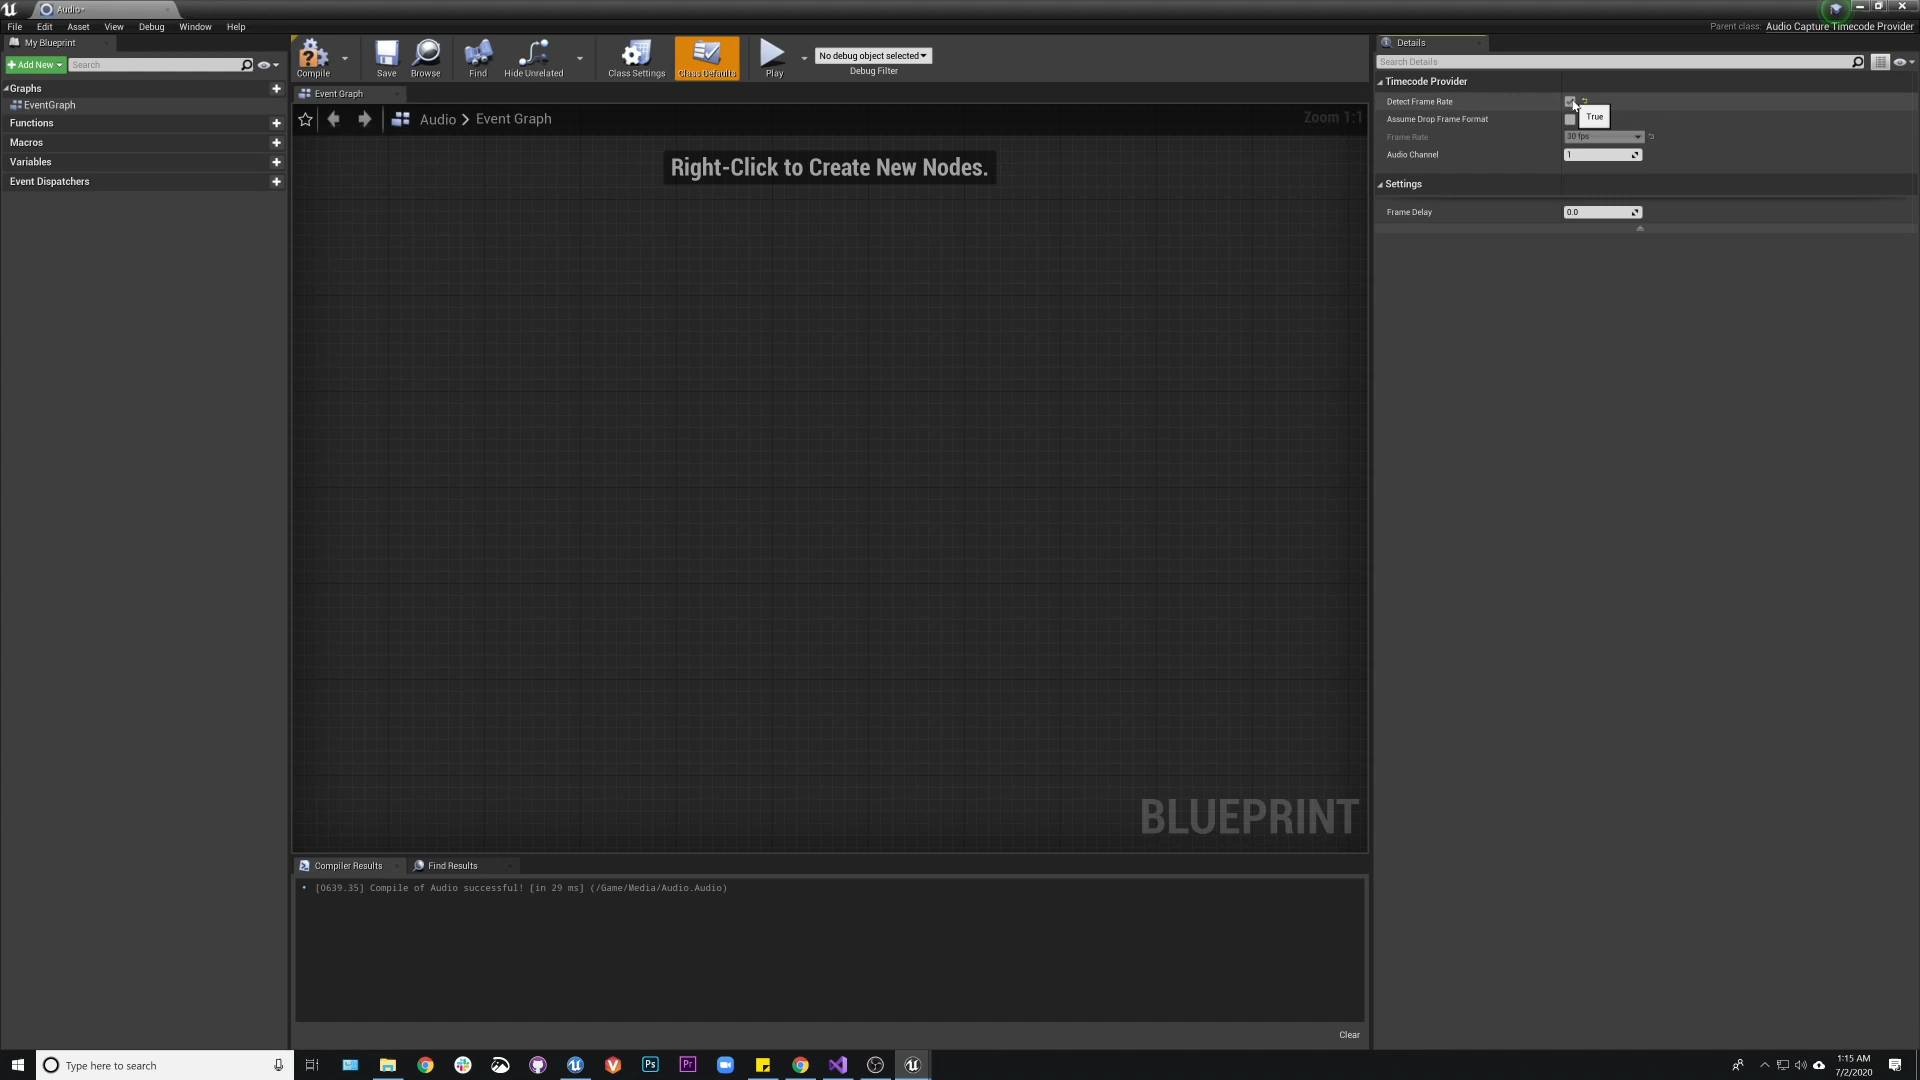 Audio*
File Edit Asset View Debug Window Help
Parent class: Audio Capture Timecode Provider
My Blueprint
Add New
Search
Graphs
EventGraph
Functions
Macros
Variables
Event Dispatchers
Compile
Save
Browse
Find
Hide Unrelated
Class Settings
Class Defaults
Play
No debug object selected
Debug Filter
Event Graph
Audio > Event Graph
Zoom 1:1
Right-Click to Create New Nodes.
BLUEPRINT
Compiler Results
Find Results
[0639.35] Compile of Audio successful! [in 29 ms] (/Game/Media/Audio.Audio)
Clear
Details
Search Details
Timecode Provider
Detect Frame Rate
True
Assume Drop Frame Format
Frame Rate 30 fps
Audio Channel 1
Settings
Frame Delay 0.0
Type here to search
Ps
Pr
1:15 AM
7/2/2020